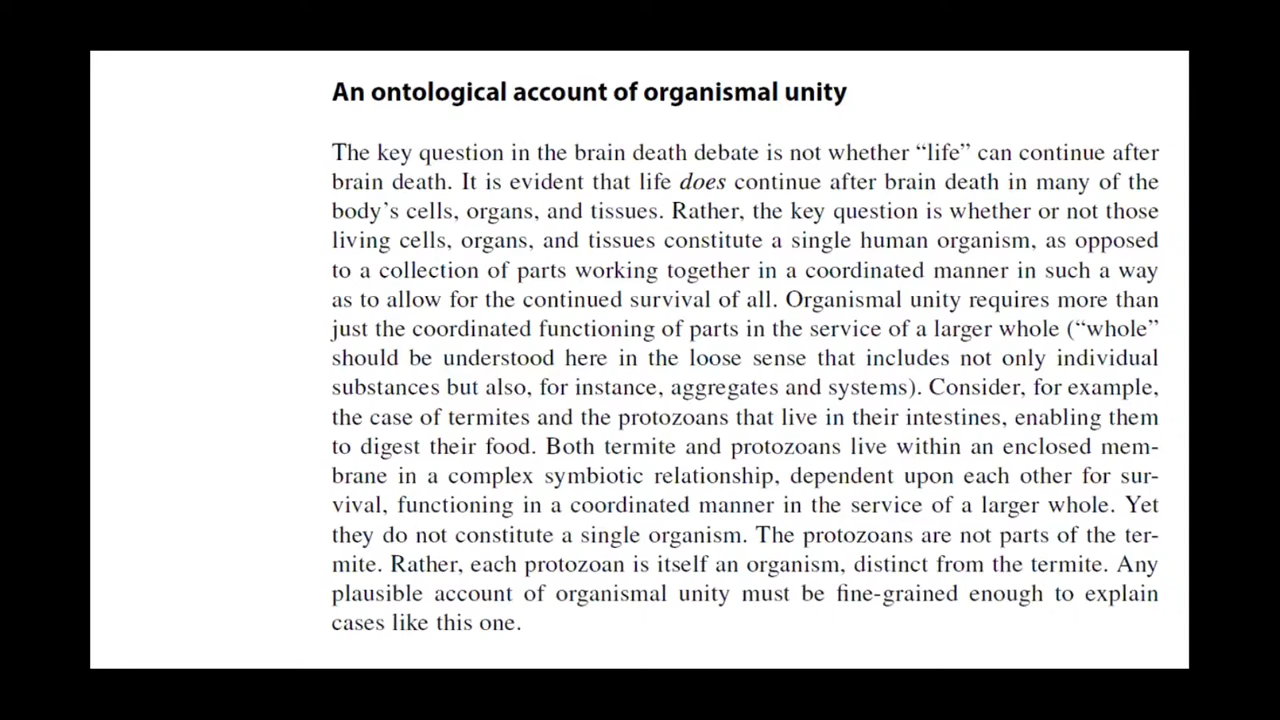 An ontological account of organismal unity
The key question in the brain death debate is not whether “life” can continue after
brain death. It is evident that life does continue after brain death in many of the
body’s cells, organs, and tissues. Rather, the key question is whether or not those
living cells, organs, and tissues constitute a single human organism, as opposed
to a collection of parts working together in a coordinated manner in such a way
as to allow for the continued survival of all. Organismal unity requires more than
just the coordinated functioning of parts in the service of a larger whole (“whole”
should be understood here in the loose sense that includes not only individual
substances but also, for instance, aggregates and systems). Consider, for example,
the case of termites and the protozoans that live in their intestines, enabling them
to digest their food. Both termite and protozoans live within an enclosed mem-
brane in a complex symbiotic relationship, dependent upon each other for sur-
vival, functioning in a coordinated manner in the service of a larger whole. Yet
they do not constitute a single organism. The protozoans are not parts of the ter-
mite. Rather, each protozoan is itself an organism, distinct from the termite. Any
plausible account of organismal unity must be fine-grained enough to explain
cases like this one.